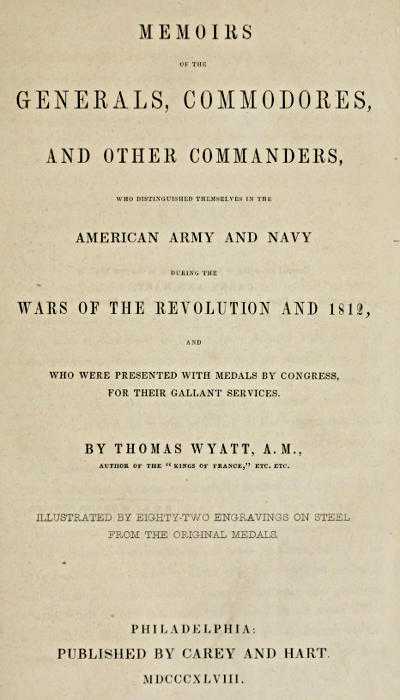 MEMOIRS
OF THE
GENERALS, COMMODORES,
AND OTHER COMMANDERS,
WHO DISTINGUISHED THEMSELVES IN THE
AMERICAN ARMY AND NAVY
DURING THE
WARS OF THE REVOLUTION AND 1812,
AND
WHO WERE PRESENTED WITH MEDALS BY CONGRESS,
FOR THEIR GALLANT SERVICES.
BY THOMAS WYATT, A.M.,
AUTHOR OF THE "KINGS OF FRANCE," ETC. ETC.
ILLUSTRATED BY EIGHTY-TWO ENGRAVINGS ON STEEL
FROM THE ORIGINAL MEDALS.
PHILADELPHIA:
PUBLISHED BY CAREY AND HART.
MDCCCXLVIII.